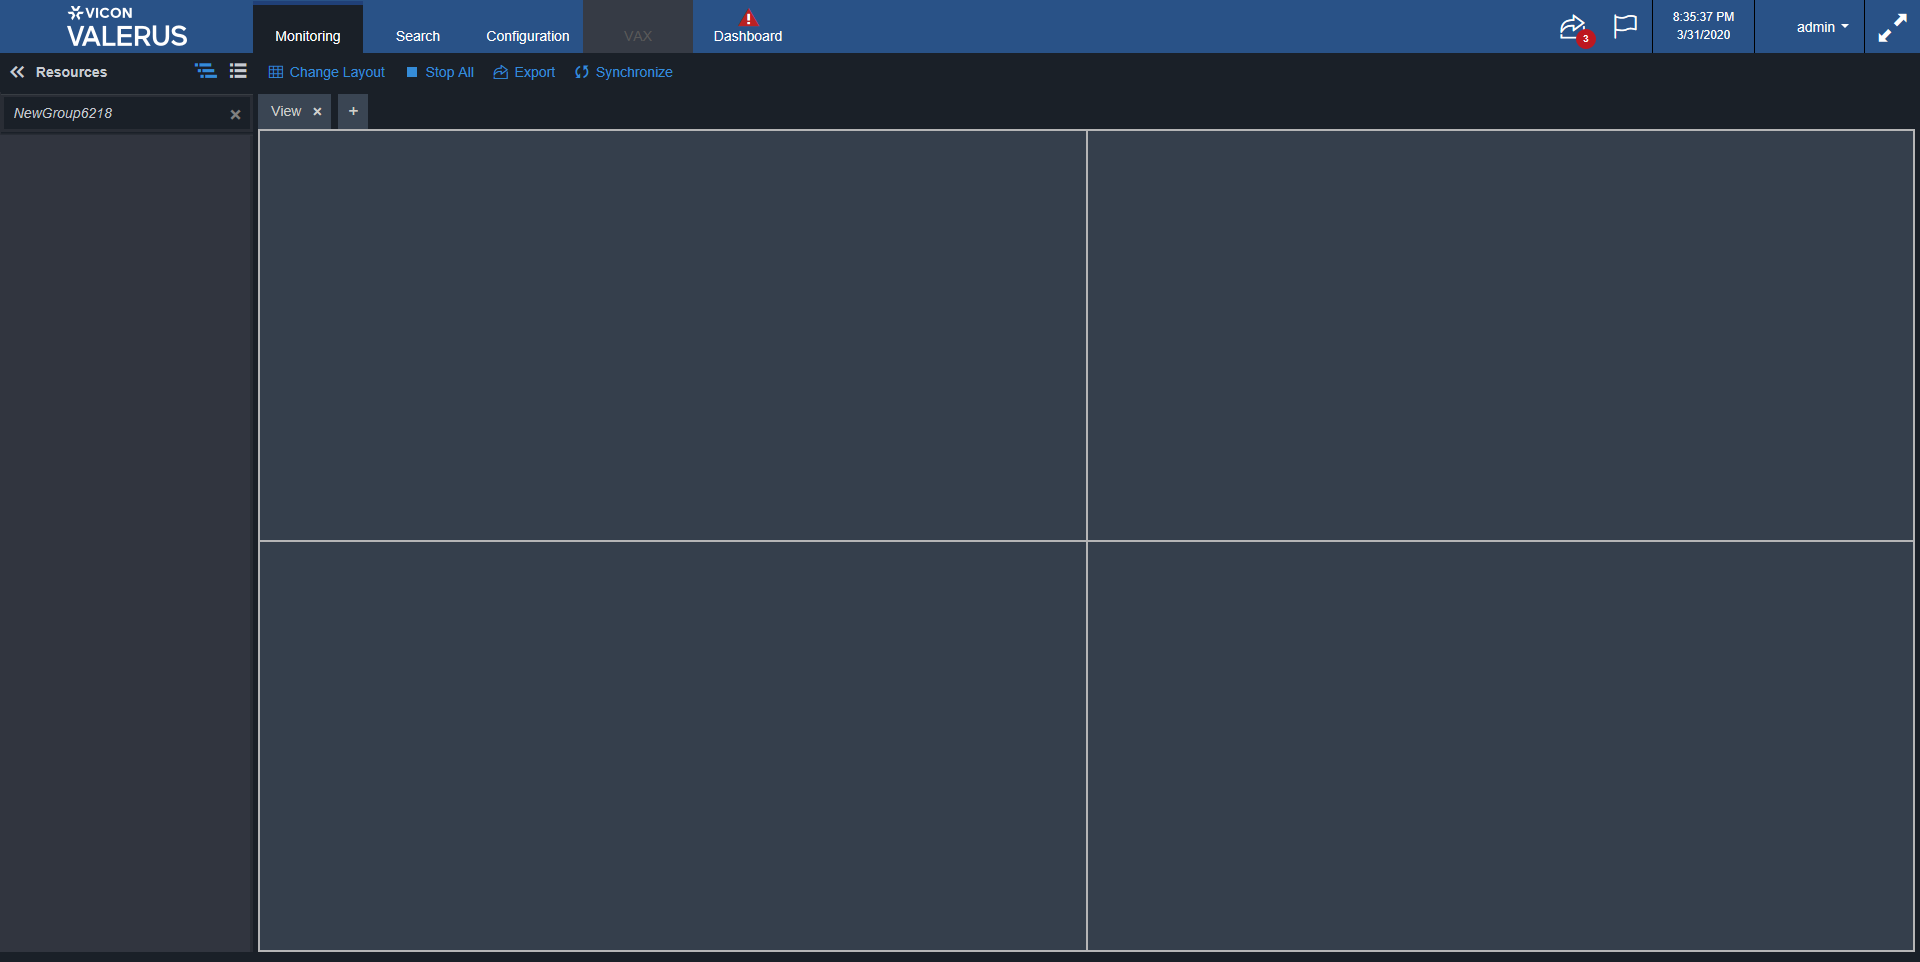 VICON
VALERUS
Monitoring
Search
Configuration
VAX
Dashboard
3
8:35:37 PM
3/31/2020
admin
Resources
Change Layout
Stop All
Export
Synchronize
NewGroup6218
View